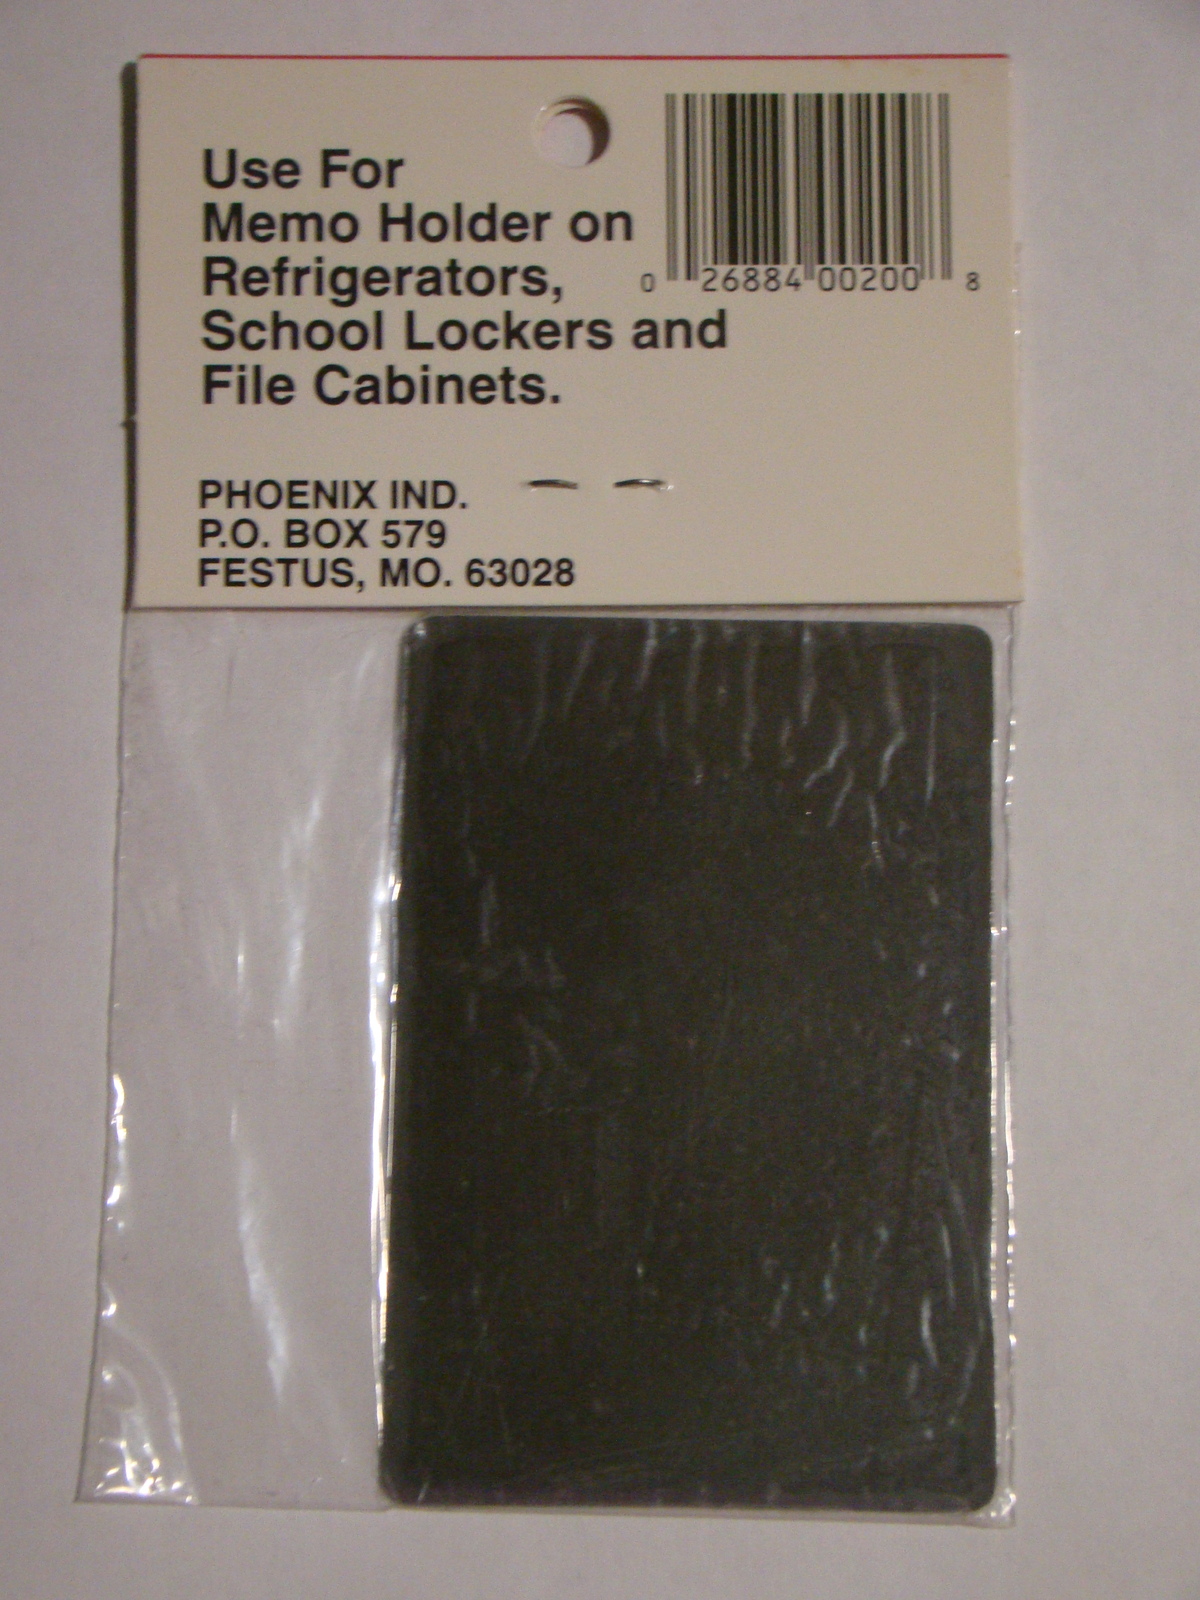 Use For
Memo Holder on
Refrigerators,
School Lockers and
File Cabinets.
0 26884 00200 8
PHOENIX IND.
P.O. BOX 579
FESTUS, MO. 63028